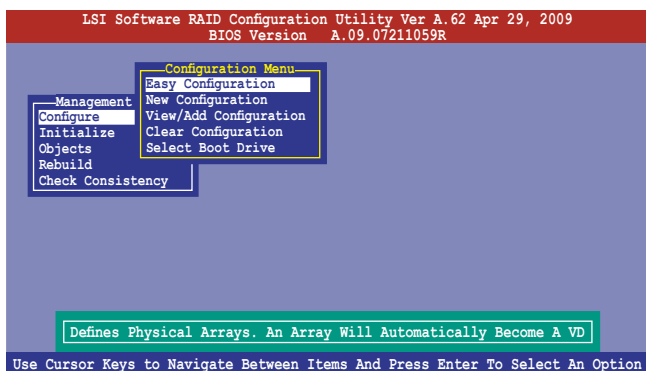 LSI Software RAID Configuration Utility Ver A.62 Apr 29, 2009
BIOS Version A.09.07211059R
Configuration Menu
Easy Configuration
New Configuration
View/Add Configuration
Clear Configuration
Select Boot Drive
Management
Configure
Initialize
Objects
Rebuild
Check Consistency
Defines Physical Arrays. An Array Will Automatically Become A VD
Use Cursor Keys to Navigate Between Items And Press Enter To Select An Option